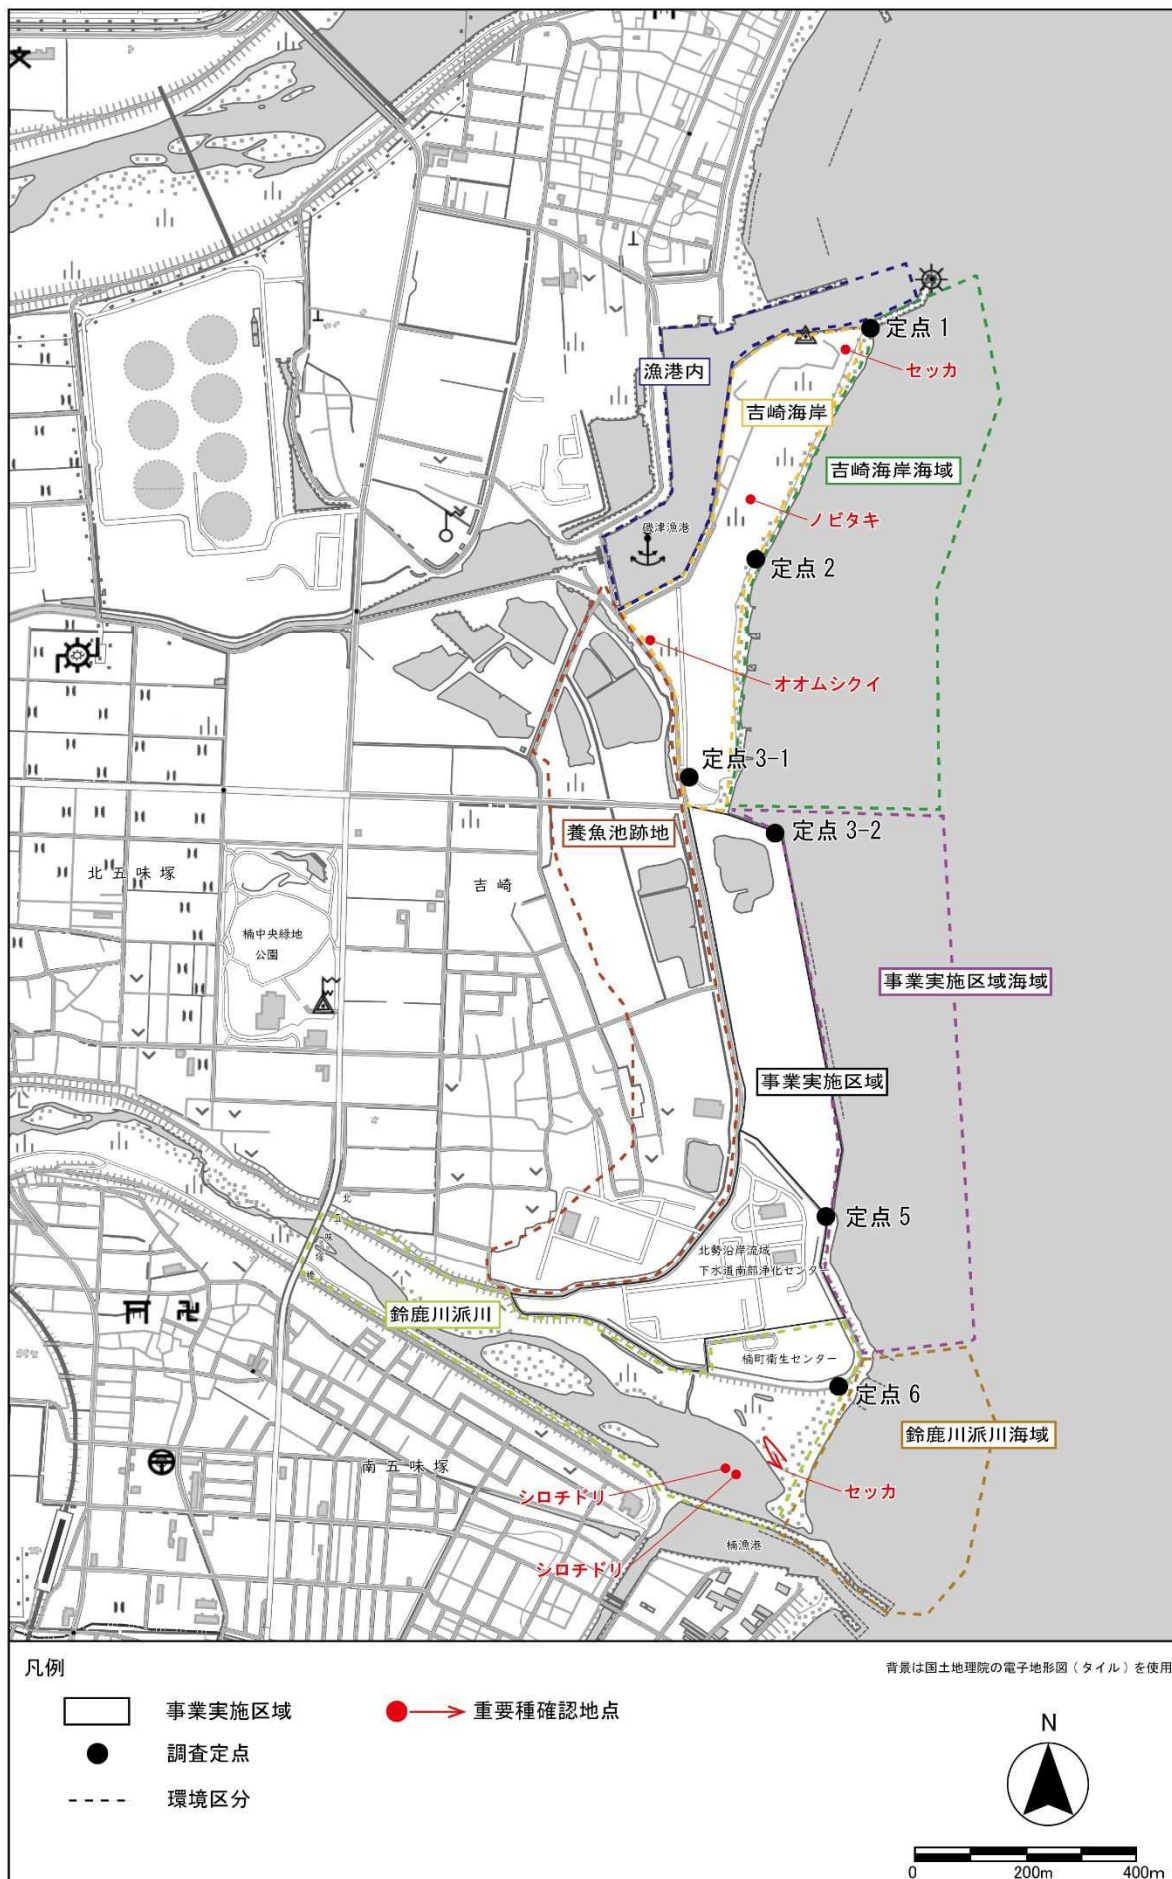 定点 1
セッカ
漁港内
吉崎海岸
吉崎海岸海域
ノビタキ
磯津漁港
定点 2
オオムシクイ
定点 3-1
養魚池跡地
定点 3-2
北五味塚
吉崎
楠中央緑地
公園
事業実施区域海域
事業実施区域
定点 5
北五味塚橋
北勢沿岸流域
下水道南部浄化センター
鈴鹿川派川
楠町衛生センター
定点 6
鈴鹿川派川海域
南五味塚
シロチドリ
セッカ
楠漁港
シロチドリ
凡例
背景は国土地理院の電子地形図（タイル）を使用
事業実施区域
重要種確認地点
調査定点
環境区分
N
0 200m 400m